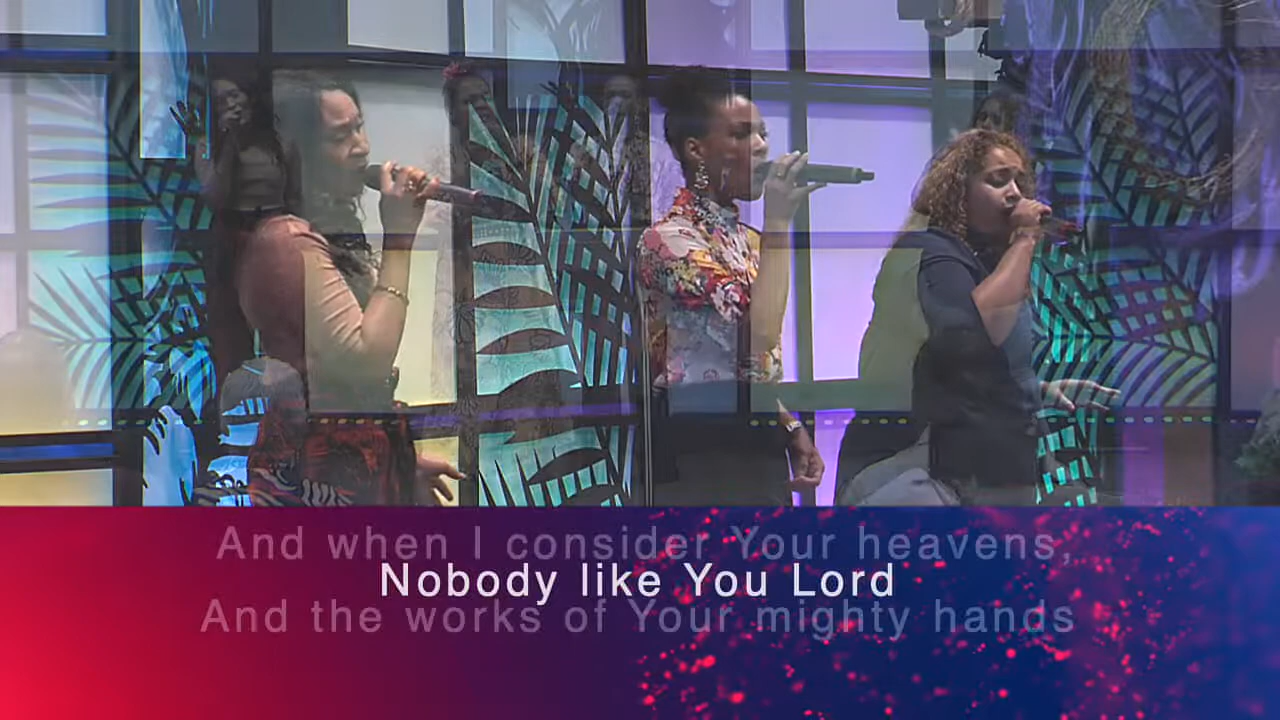 And when I consider Your heavens,
Nobody like You Lord
And the works of Your mighty hands